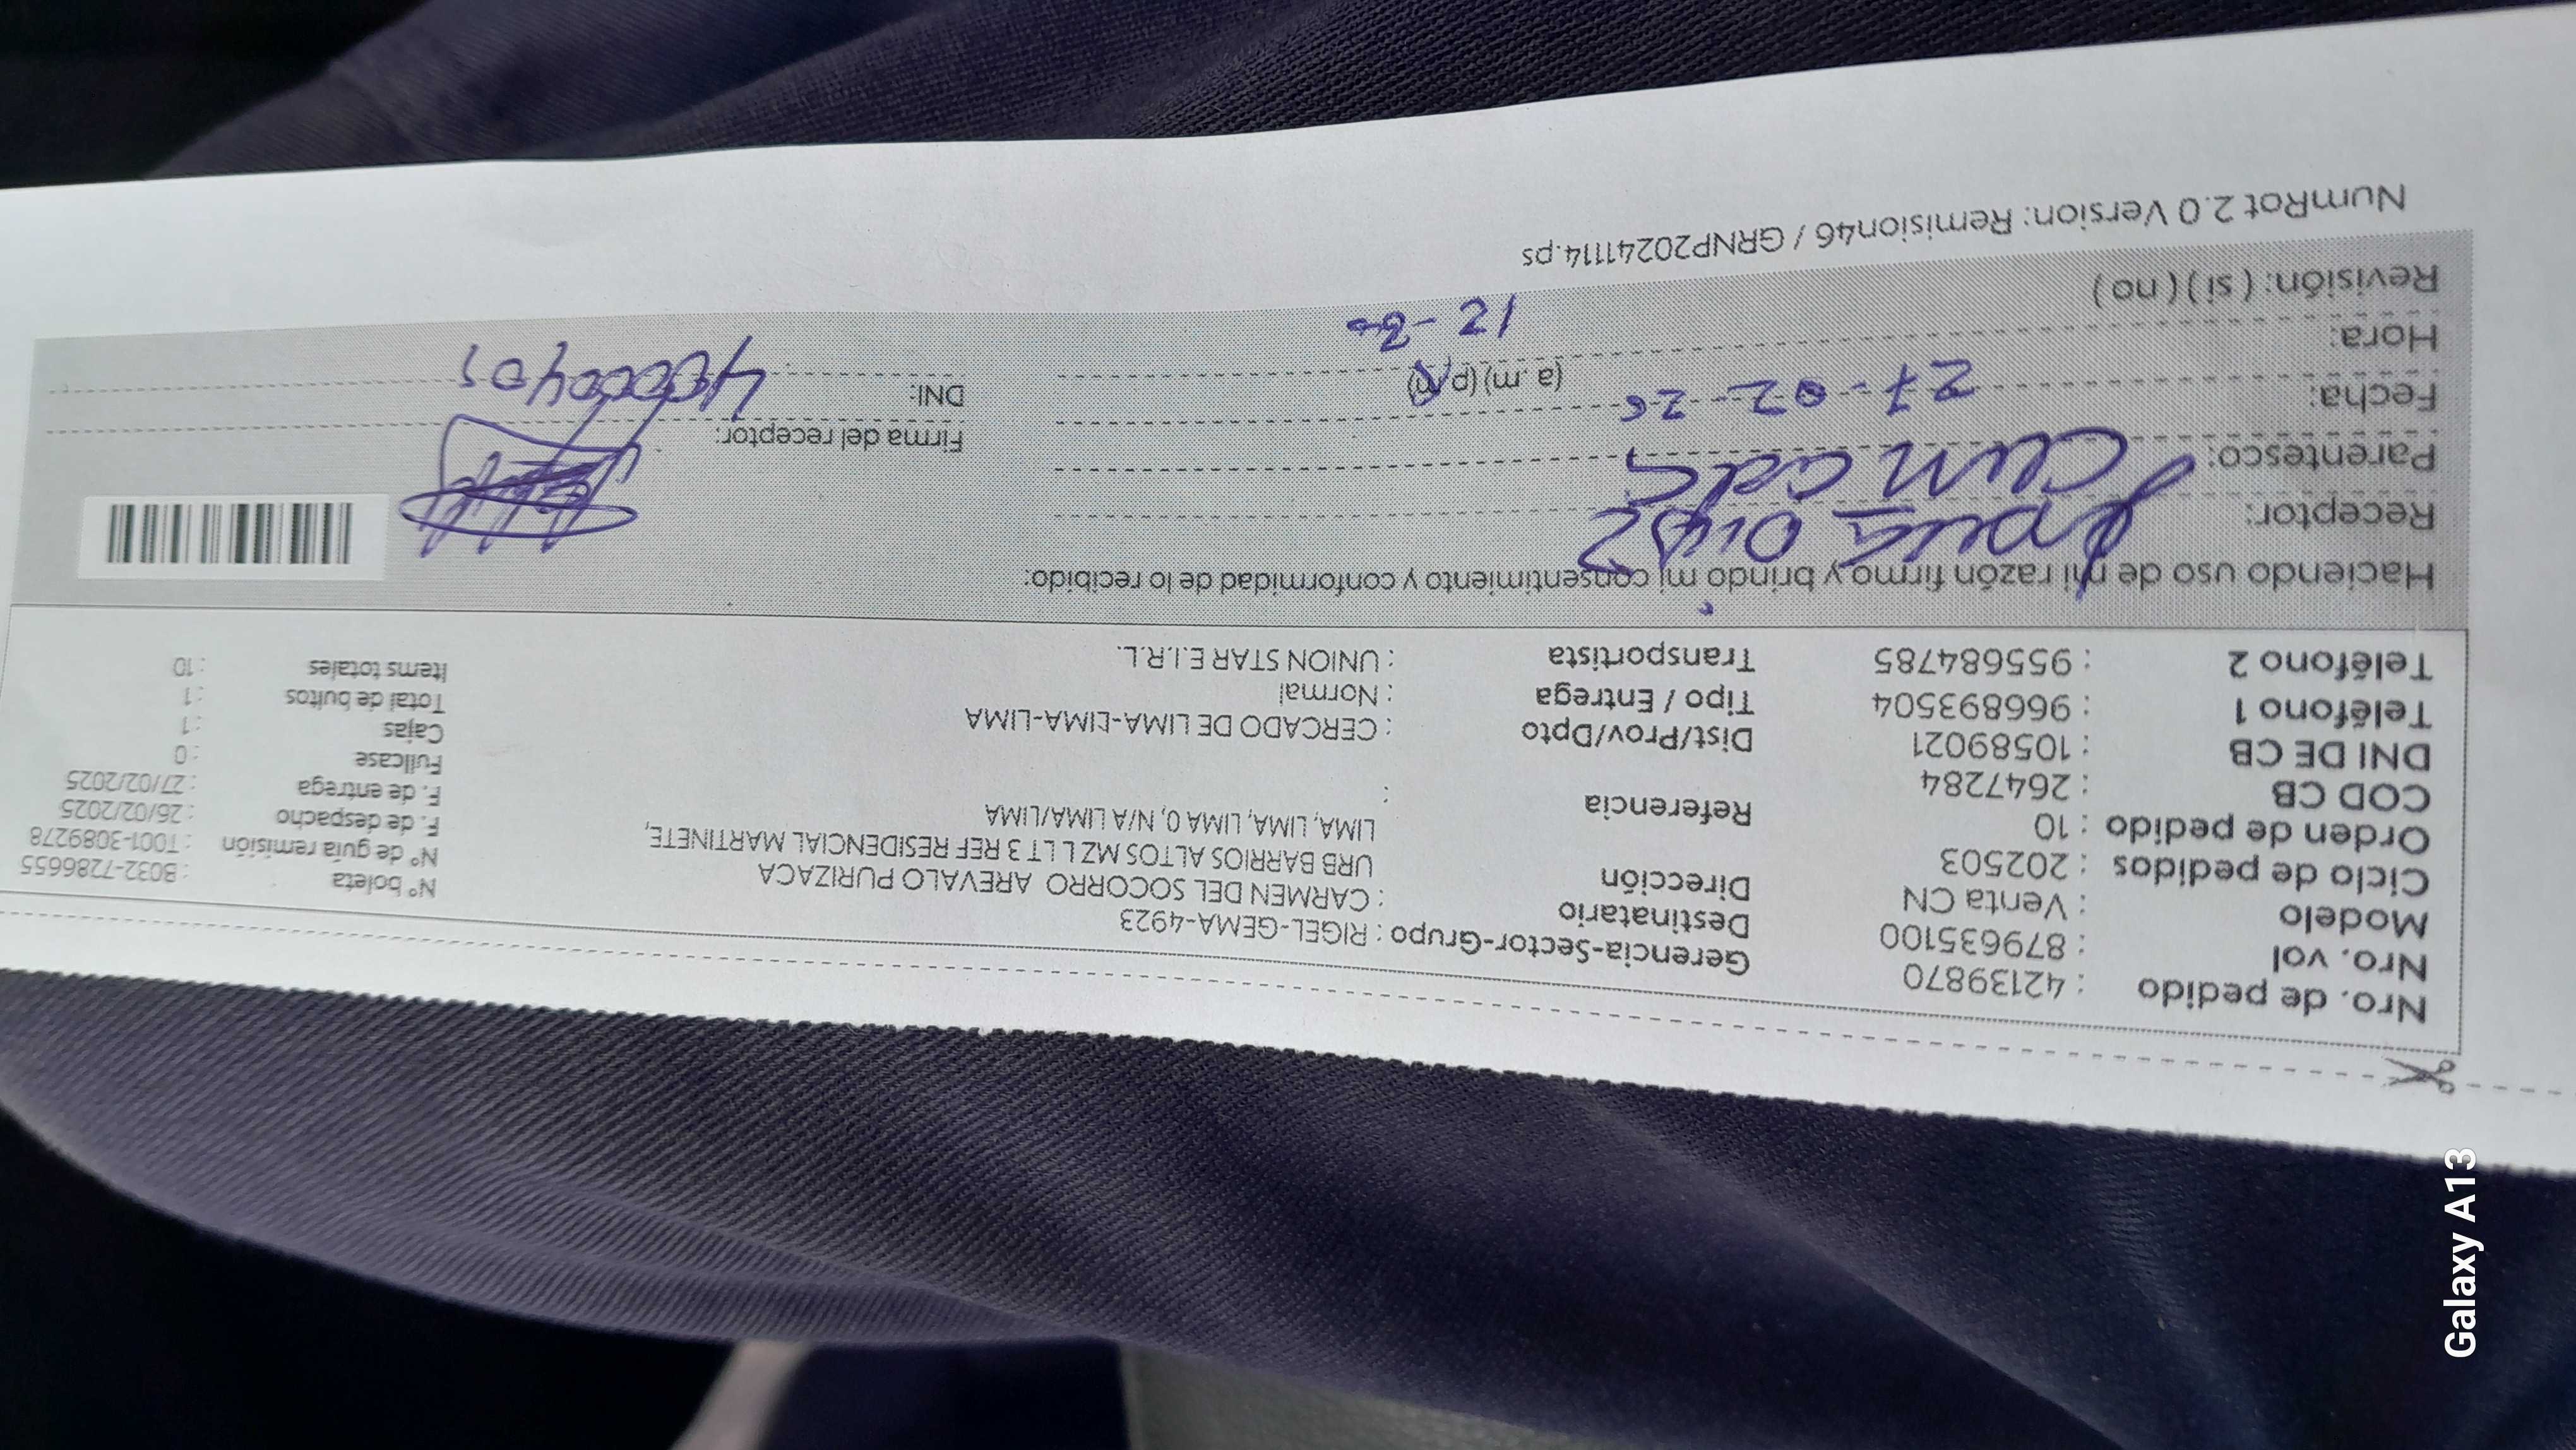 Nro. de pedido : 42139870
Nro. vol : 879635100
Modelo : Venta CN
Ciclo de pedidos : 202503
Orden de pedido : 10
COD CB : 2647284
DNI DE CB : 10589021
Teléfono 1 : 966893504
Teléfono 2 : 955684785
Gerencia-Sector-Grupo : RIGEL-GEMA-4923
Destinatario : CARMEN DEL SOCORRO AREVALO PURIZACA
Dirección URB BARRIOS ALTOS MZ L LT 3 REF RESIDENCIAL MARTINETE,
LIMA, LIMA, LIMA 0, N/A LIMA/LIMA
Referencia :
Dist/Prov/Dpto : CERCADO DE LIMA-LIMA-LIMA
Tipo / Entrega : Normal
Transportista : UNION STAR E.I.R.L.
N° boleta : B032-7286655
N° de guía remisión : T001-3089278
F. de despacho : 26/02/2025
F. de entrega : 27/02/2025
Fullcase : 0
Cajas : 1
Total de bultos : 1
Items totales : 10
Haciendo uso de mi razón firmo y brindo mi consentimiento y conformidad de lo recibido:
Receptor: Diaz
Parentesco:
Fecha: 27-02-25
Hora: (a.m) (p.m) 12-30
Revisión: ( si ) ( no )
Firma del receptor:
DNI: 40000405
NumRot 2.0 Version: Remision46 / GRNP20241114.ps
Galaxy A13